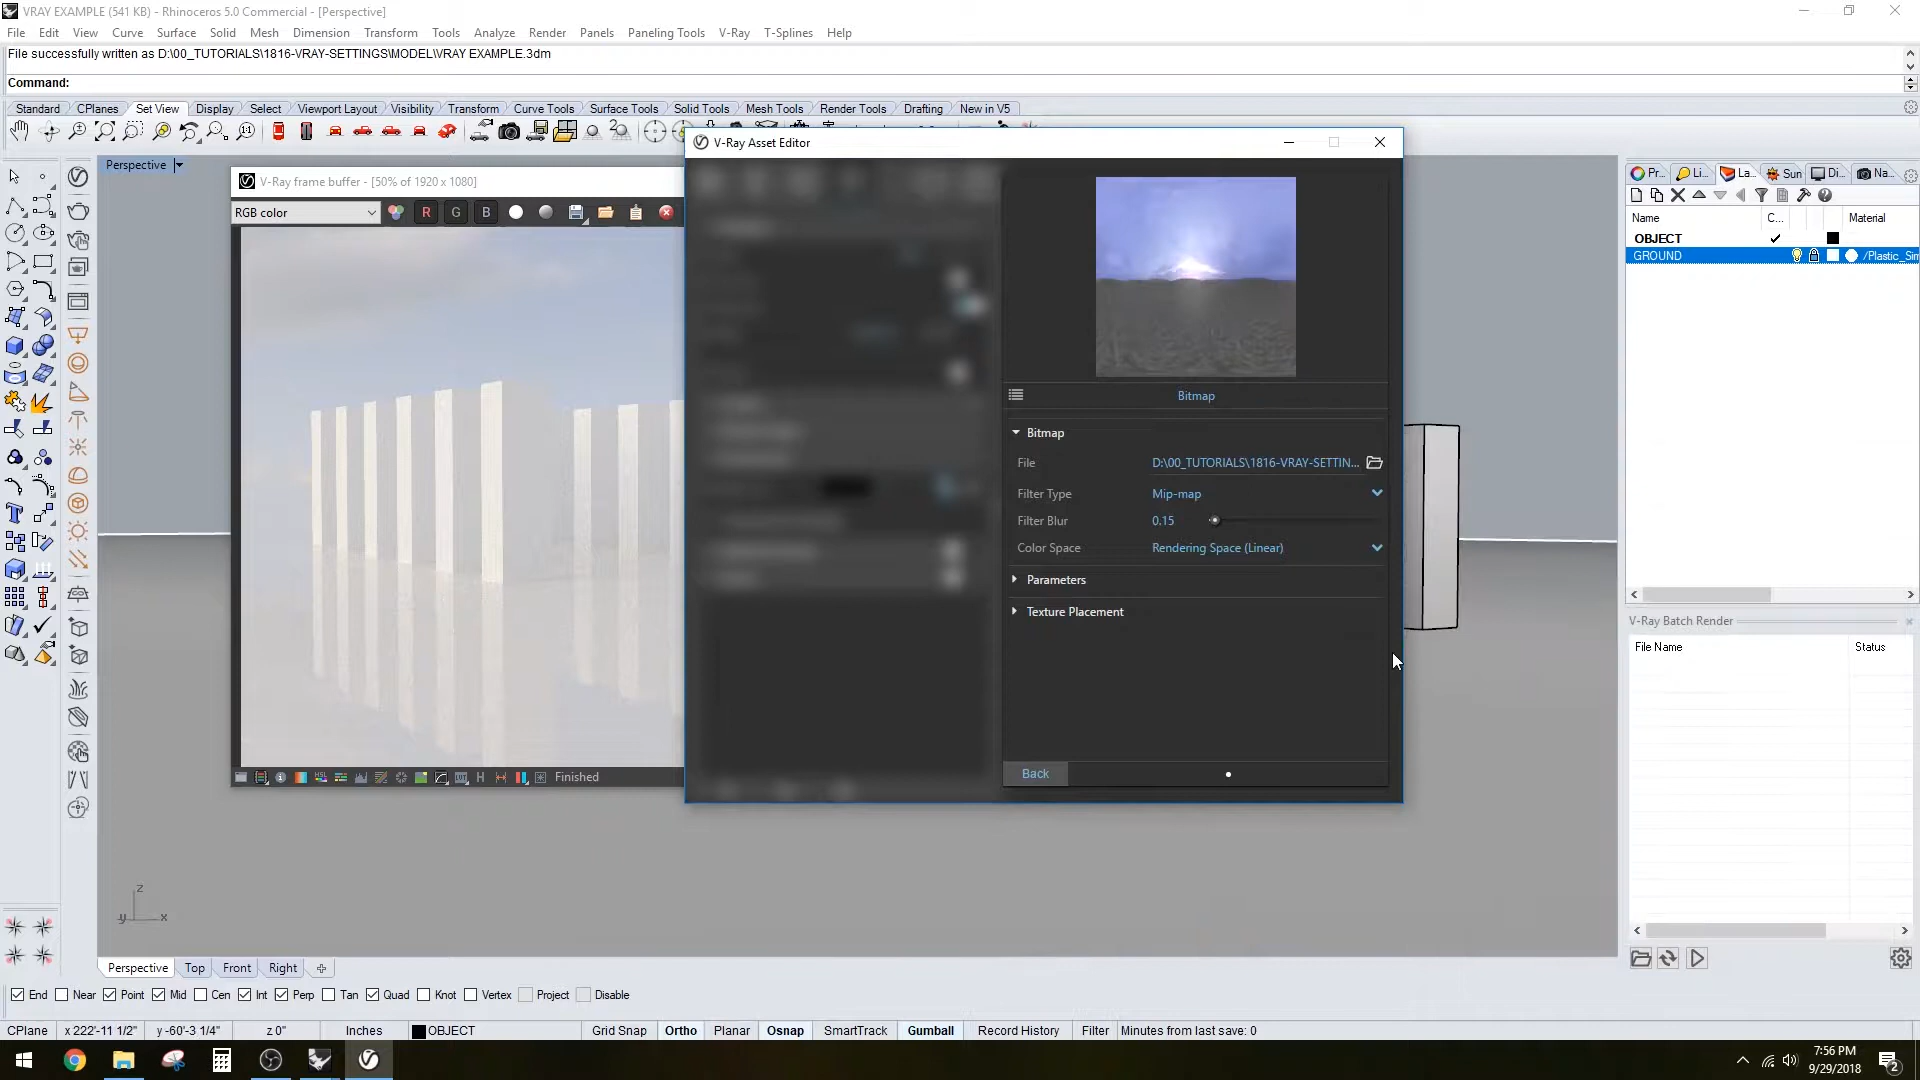 VRAY EXAMPLE (541 KB) - Rhinoceros 5.0 Commercial - [Perspective]
File Edit View Curve Surface Solid Mesh Dimension Transform Tools Analyze Render Panels Paneling Tools V-Ray T-Splines Help
File successfully written as D:\00_TUTORIALS\1816-VRAY-SETTINGS\MODEL\VRAY EXAMPLE.3dm
Command:
Standard CPlanes Set View Display Select Viewport Layout Visibility Transform Curve Tools Surface Tools Solid Tools Mesh Tools Render Tools Drafting New in V5
Perspective
V-Ray frame buffer - [50% of 1920 x 1080]
RGB color R G B
Finished
V-Ray Asset Editor
Bitmap
Bitmap
File D:\00_TUTORIALS\1816-VRAY-SETTIN...
Filter Type Mip-map
Filter Blur 0.15
Color Space Rendering Space (Linear)
Parameters
Texture Placement
Back
Pr... Li... La... Sun Di... Na...
Name C... Material
OBJECT
GROUND /Plastic_Sim
V-Ray Batch Render
File Name Status
z
y x
Perspective Top Front Right
End Near Point Mid Cen Int Perp Tan Quad Knot Vertex Project Disable
CPlane x 222'-11 1/2" y -60'-3 1/4" z 0" Inches OBJECT Grid Snap Ortho Planar Osnap SmartTrack Gumball Record History Filter Minutes from last save: 0
7:56 PM
9/29/2018
2